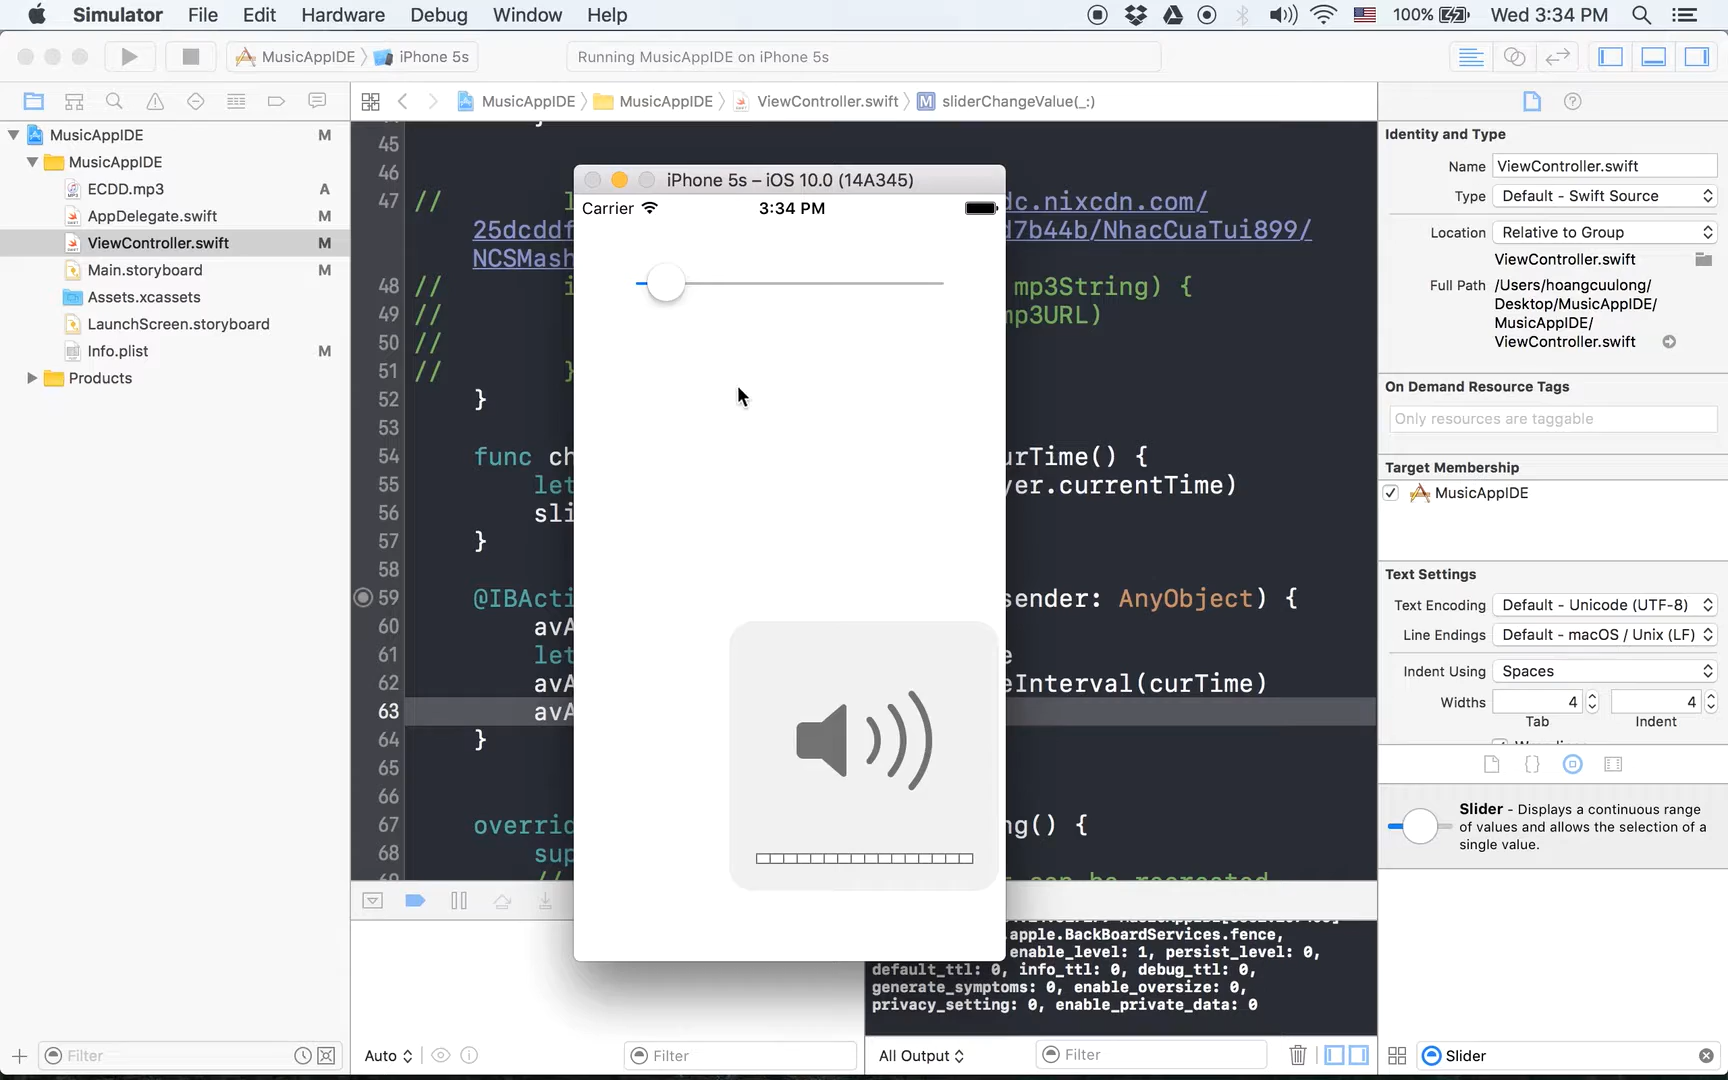 Simulator File Edit Hardware Debug Window Help 100% Wed 3:34 PM
MusicAppIDE iPhone 5s Running MusicAppIDE on iPhone 5s
MusicAppIDE MusicAppIDE ViewController.swift M sliderChangeValue(_:)
MusicAppIDE M
MusicAppIDE
ECDD.mp3 A
AppDelegate.swift M
ViewController.swift M
Main.storyboard M
Assets.xcassets
LaunchScreen.storyboard
Info.plist M
Products
Filter
45
46
47 // l dc.nixcdn.com/
25dcddf d7b44b/NhacCuaTui899/
NCSMash
48 // i mp3String) {
49 // mp3URL)
50 //
51 // }
52 }
53
54 func ch urTime() {
55 let yer.currentTime)
56 sli
57 }
58
59 @IBActi sender: AnyObject) {
60 avA
61 let e
62 avA eInterval(curTime)
63 avA
64 }
65
66
67 overrid ng() {
68 sup
iPhone 5s – iOS 10.0 (14A345)
Carrier 3:34 PM
.apple.BackBoardServices.fence,
enable_level: 1, persist_level: 0,
default_ttl: 0, info_ttl: 0, debug_ttl: 0,
generate_symptoms: 0, enable_oversize: 0,
privacy_setting: 0, enable_private_data: 0
Auto Filter All Output Filter
Identity and Type
Name ViewController.swift
Type Default - Swift Source
Location Relative to Group
ViewController.swift
Full Path /Users/hoangcuulong/
Desktop/MusicAppIDE/
MusicAppIDE/
ViewController.swift
On Demand Resource Tags
Only resources are taggable
Target Membership
MusicAppIDE
Text Settings
Text Encoding Default - Unicode (UTF-8)
Line Endings Default - macOS / Unix (LF)
Indent Using Spaces
Widths 4 4
Tab Indent
Slider - Displays a continuous range
of values and allows the selection of a
single value.
Slider